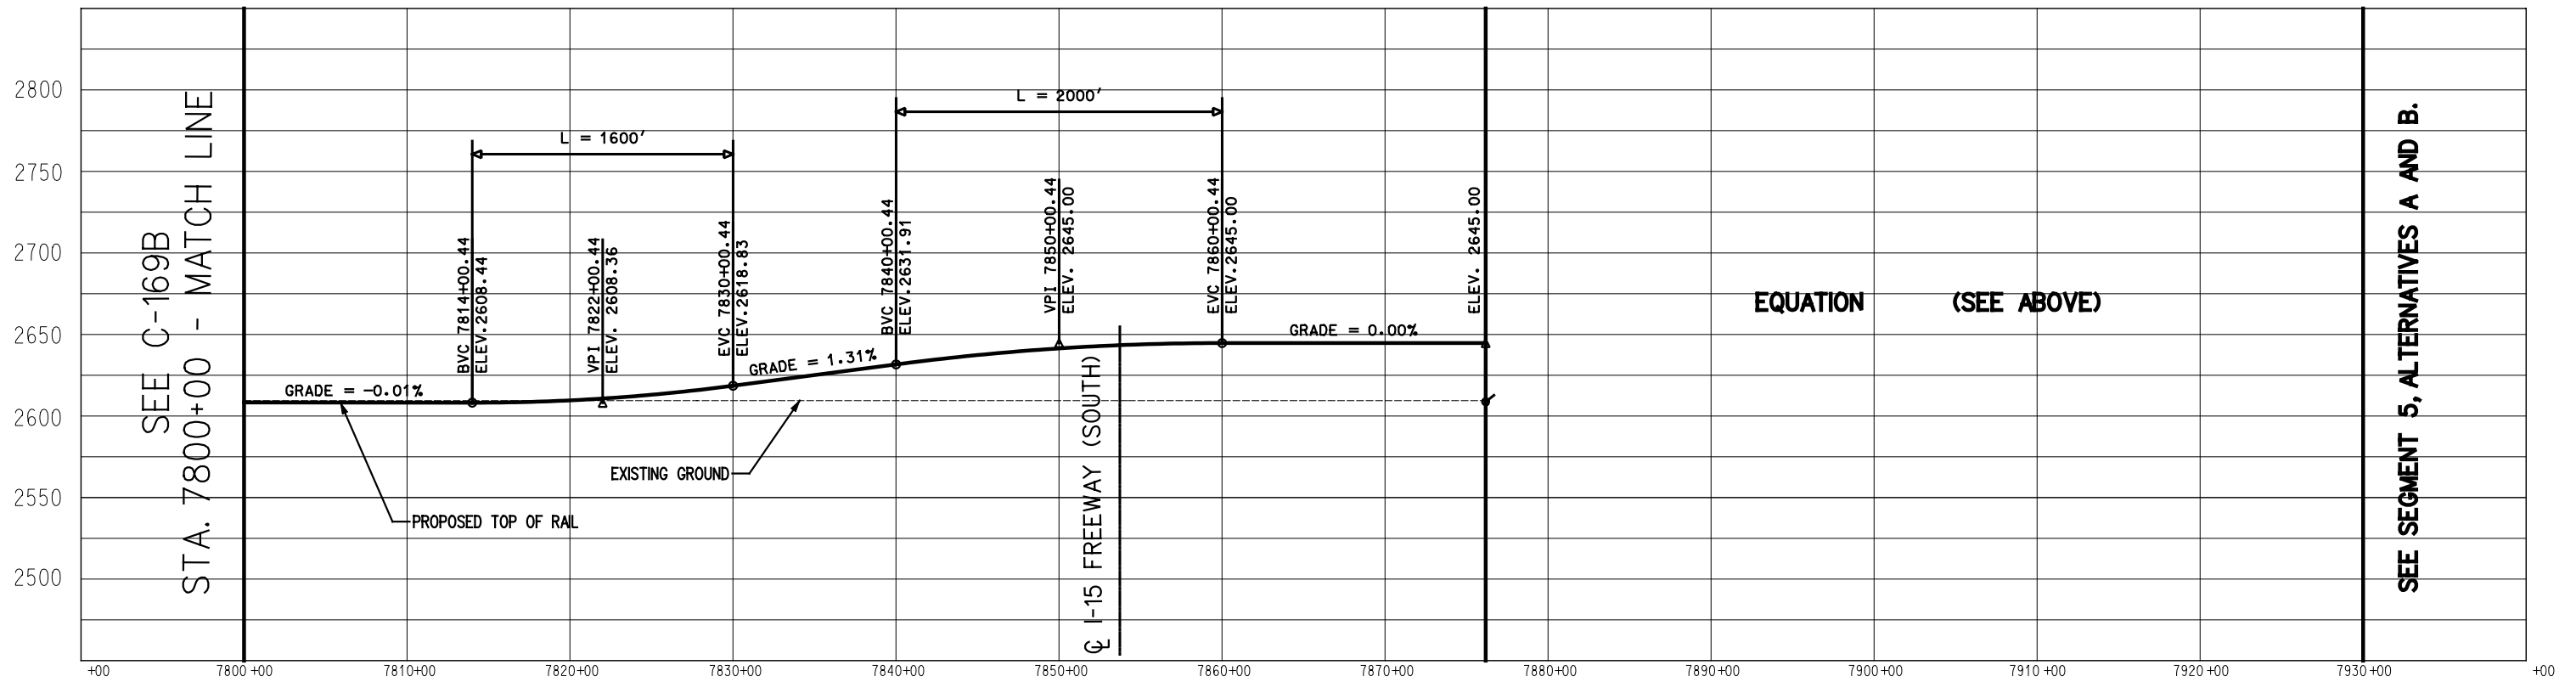 2800
2750
2700
2650
2600
2550
2500
SEE C-169B
STA. 7800+00 - MATCH LINE
L = 1600'
L = 2000'
BVC 7814+00.44
ELEV.2608.44
VPI 7822+00.44
ELEV. 2608.36
EVC 7830+00.44
ELEV.2618.83
BVC 7840+00.44
ELEV.2631.91
VPI 7850+00.44
ELEV. 2645.00
EVC 7860+00.44
ELEV.2645.00
ELEV. 2645.00
GRADE = -0.01%
GRADE = 1.31%
GRADE = 0.00%
EXISTING GROUND
PROPOSED TOP OF RAIL
℄ I-15 FREEWAY (SOUTH)
EQUATION (SEE ABOVE)
SEE SEGMENT 5, ALTERNATIVES A AND B.
+00 7800+00 7810+00 7820+00 7830+00 7840+00 7850+00 7860+00 7870+00 7880+00 7890+00 7900+00 7910+00 7920+00 7930+00 +00